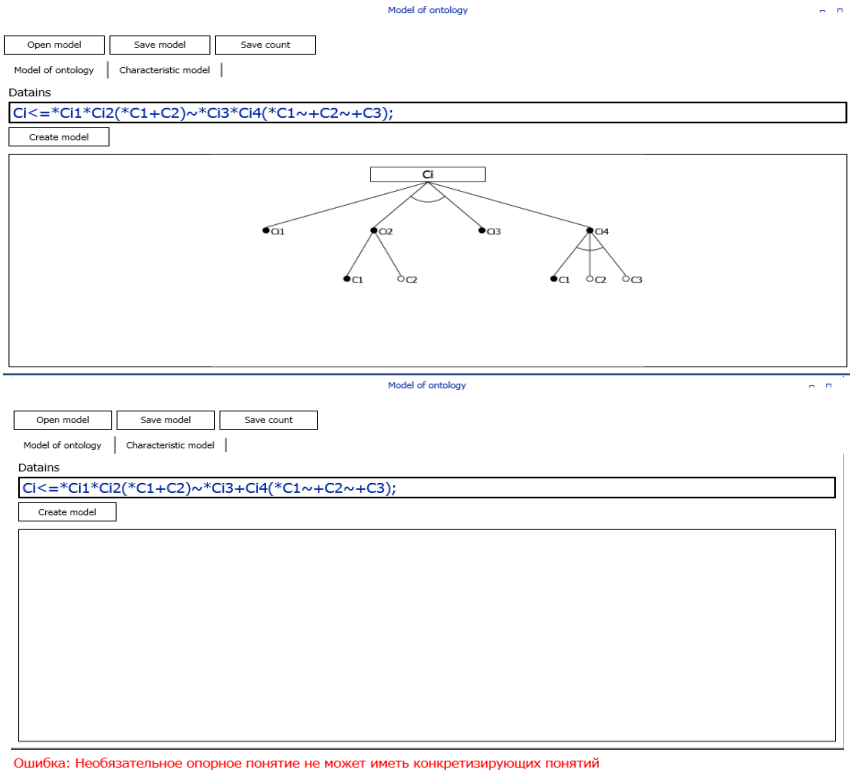 Model of ontology
Open model Save model Save count
Model of ontology Characteristic model
Datains
Ci<=*Ci1*Ci2(*C1+C2)~*Ci3*Ci4(*C1~+C2~+C3);
Create model
Ci
Ci1 Ci2 Ci3 Ci4
C1 C2 C1 C2 C3
Model of ontology
Open model Save model Save count
Model of ontology Characteristic model
Datains
Ci<=*Ci1*Ci2(*C1+C2)~*Ci3+Ci4(*C1~+C2~+C3);
Create model
Ошибка: Необязательное опорное понятие не может иметь конкретизирующих понятий